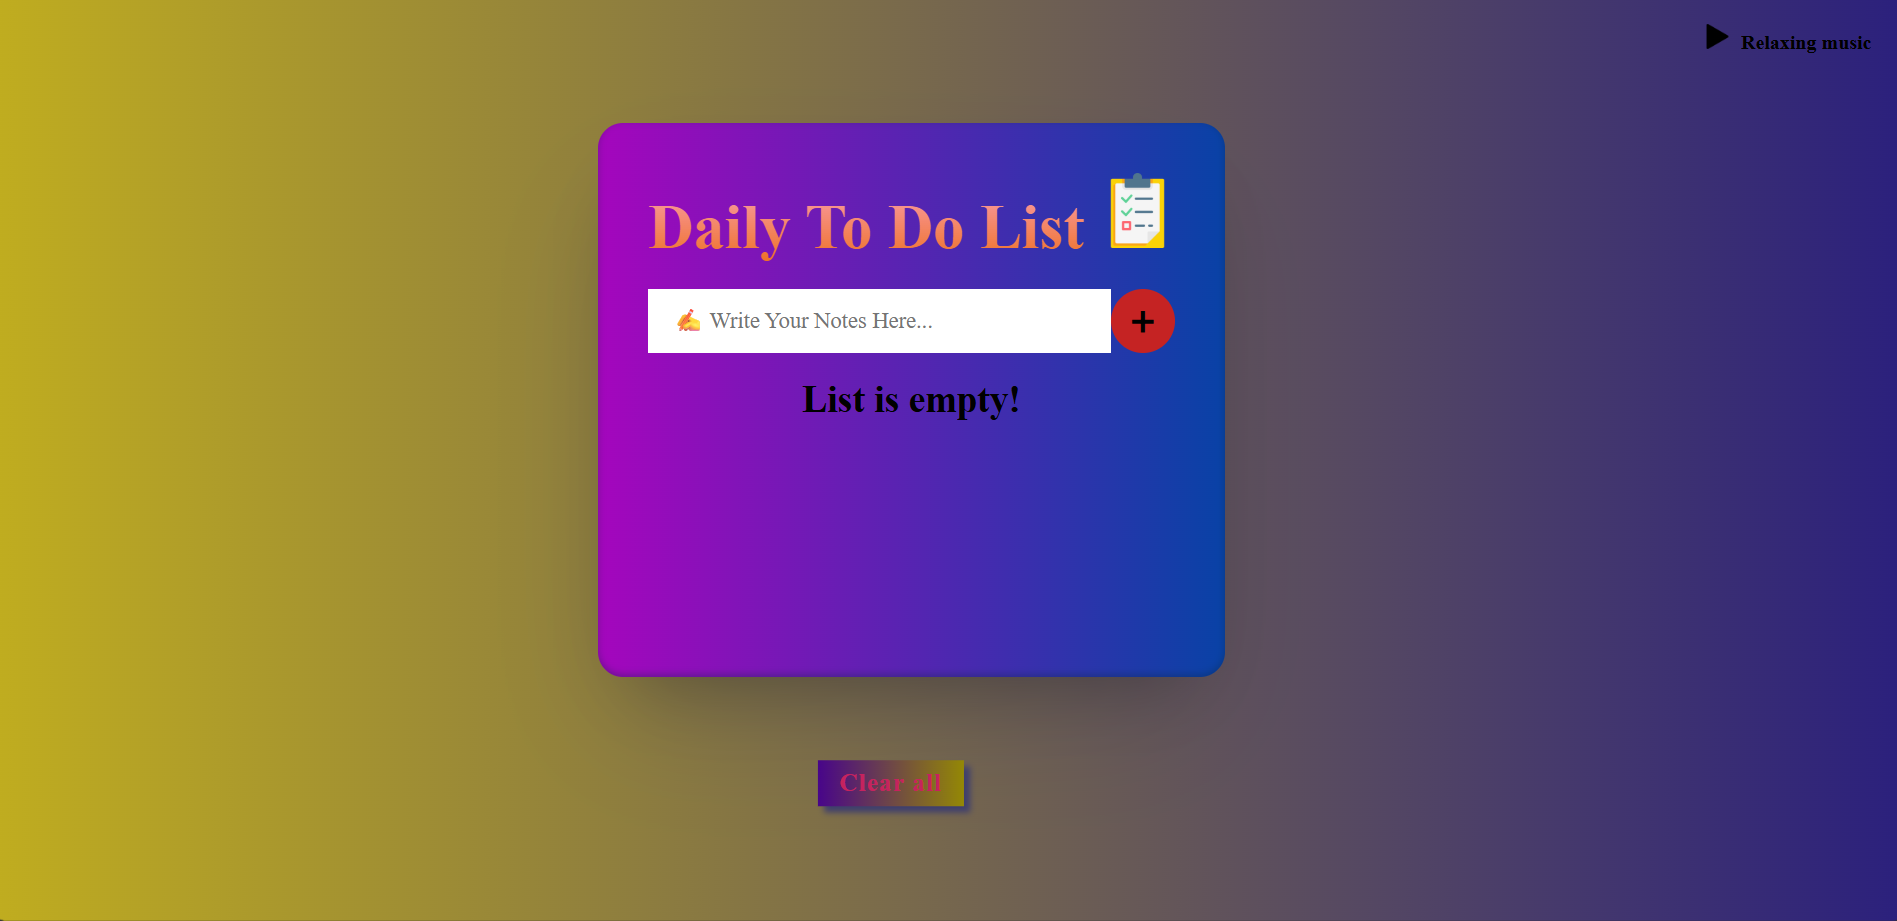 Relaxing music
Daily To Do List
✍ Write Your Notes Here...
+
List is empty!
Clear all